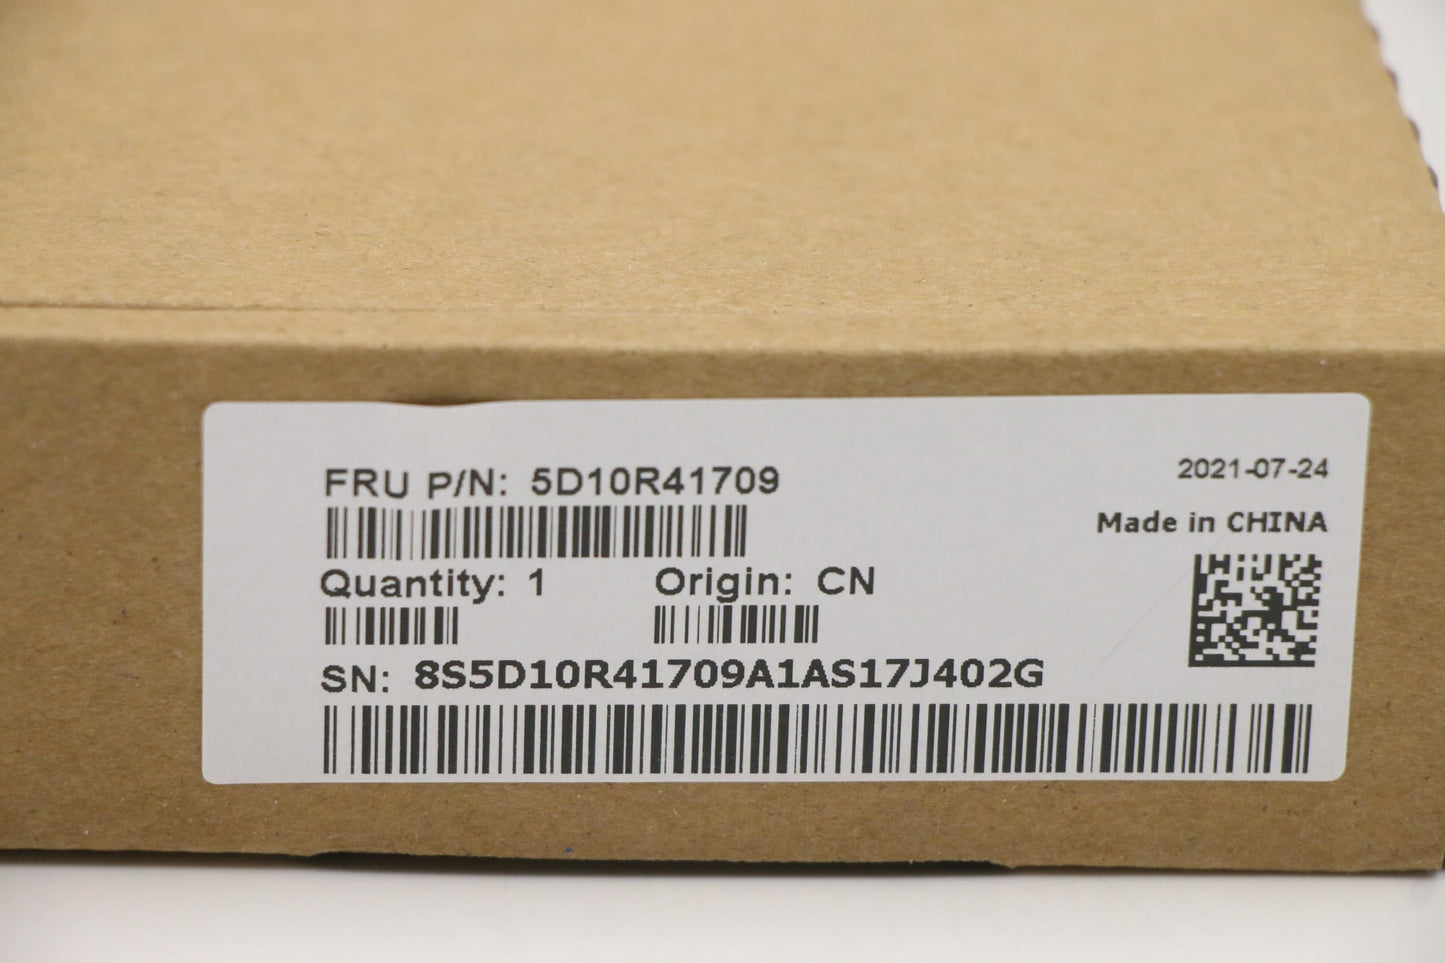 FRU P/N: 5D10R41709
2021-07-24
Made in CHINA
Quantity: 1
Origin: CN
SN: 8S5D10R41709A1AS17J402G